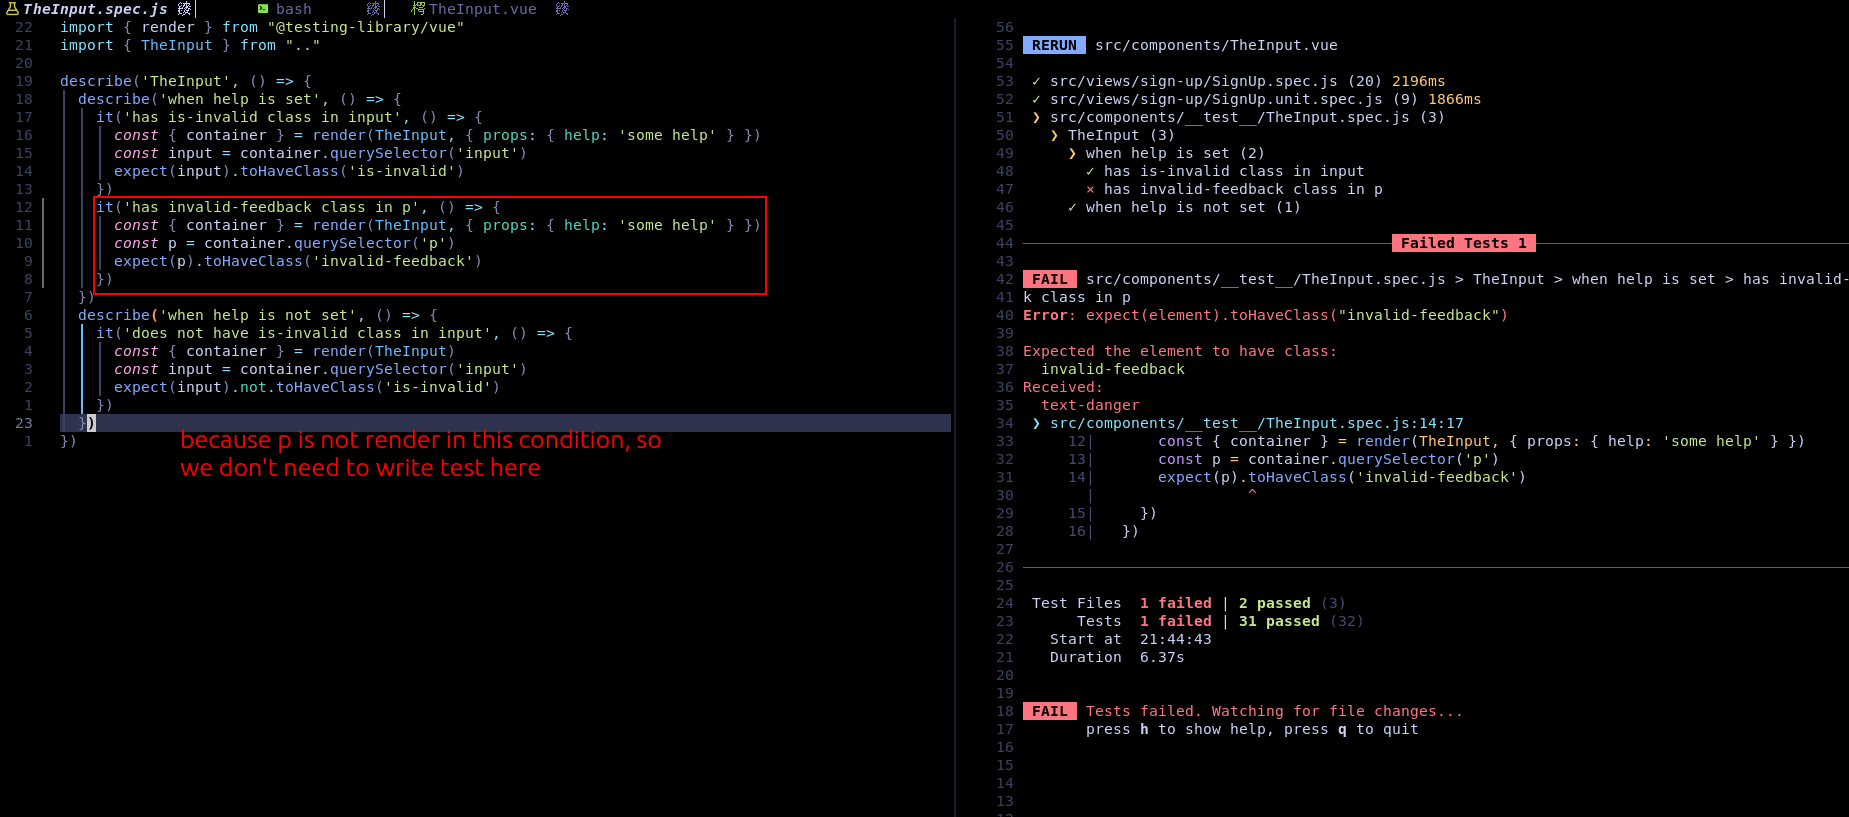 TheInput.spec.js bash TheInput.vue
22 import { render } from "@testing-library/vue"
21 import { TheInput } from ".."
20
19 describe('TheInput', () => {
18 describe('when help is set', () => {
17 it('has is-invalid class in input', () => {
16 const { container } = render(TheInput, { props: { help: 'some help' } })
15 const input = container.querySelector('input')
14 expect(input).toHaveClass('is-invalid')
13 })
12 it('has invalid-feedback class in p', () => {
11 const { container } = render(TheInput, { props: { help: 'some help' } })
10 const p = container.querySelector('p')
9 expect(p).toHaveClass('invalid-feedback')
8 })
7 })
6 describe('when help is not set', () => {
5 it('does not have is-invalid class in input', () => {
4 const { container } = render(TheInput)
3 const input = container.querySelector('input')
2 expect(input).not.toHaveClass('is-invalid')
1 })
23 })
1 })
because p is not render in this condition, so
we don't need to write test here
56
55 RERUN src/components/TheInput.vue
54
53 ✓ src/views/sign-up/SignUp.spec.js (20) 2196ms
52 ✓ src/views/sign-up/SignUp.unit.spec.js (9) 1866ms
51 ❯ src/components/__test__/TheInput.spec.js (3)
50 ❯ TheInput (3)
49 ❯ when help is set (2)
48 ✓ has is-invalid class in input
47 × has invalid-feedback class in p
46 ✓ when help is not set (1)
45
44 Failed Tests 1
43
42 FAIL src/components/__test__/TheInput.spec.js > TheInput > when help is set > has invalid-
41 k class in p
40 Error: expect(element).toHaveClass("invalid-feedback")
39
38 Expected the element to have class:
37 invalid-feedback
36 Received:
35 text-danger
34 ❯ src/components/__test__/TheInput.spec.js:14:17
33 12| const { container } = render(TheInput, { props: { help: 'some help' } })
32 13| const p = container.querySelector('p')
31 14| expect(p).toHaveClass('invalid-feedback')
30 | ^
29 15| })
28 16| })
27
26
25
24 Test Files 1 failed | 2 passed (3)
23 Tests 1 failed | 31 passed (32)
22 Start at 21:44:43
21 Duration 6.37s
20
19
18 FAIL Tests failed. Watching for file changes...
17 press h to show help, press q to quit
16
15
14
13